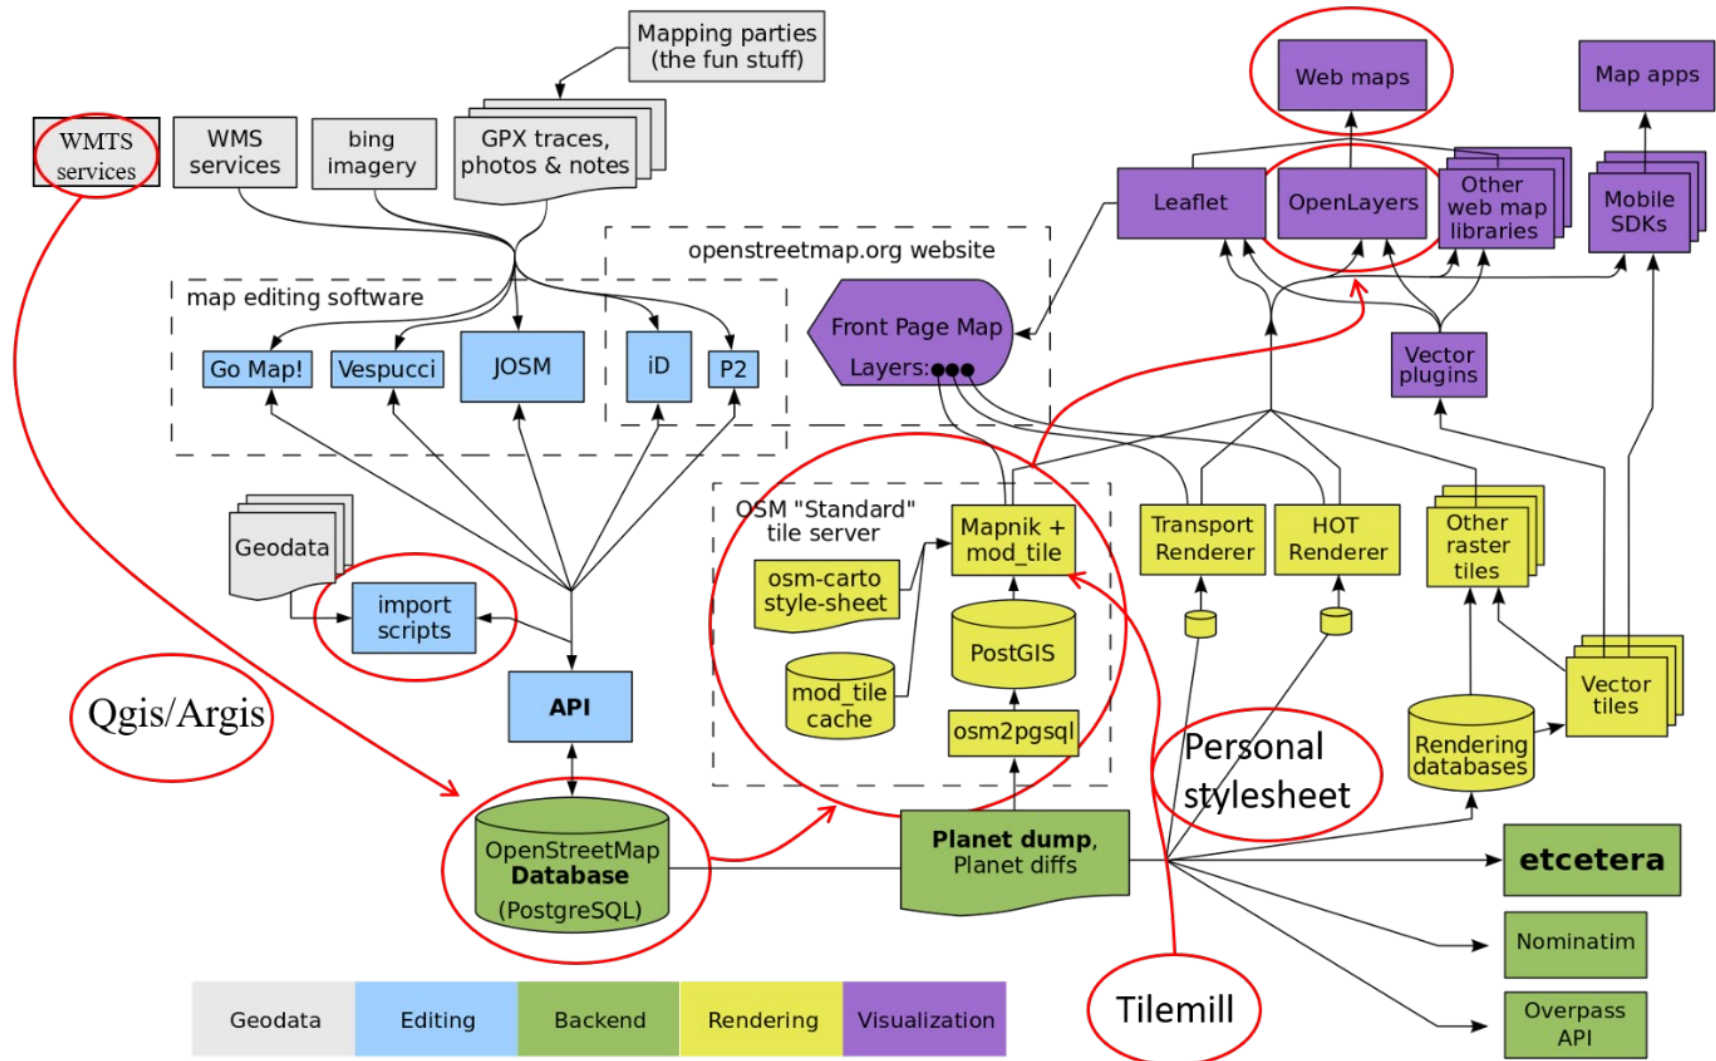 Mapping parties
(the fun stuff)
Web maps
Map apps
WMTS
services
WMS
services
bing
imagery
GPX traces,
photos & notes
Leaflet
OpenLayers
Other
web map
libraries
Mobile
SDKs
openstreetmap.org website
map editing software
Front Page Map
Layers:
Go Map!
Vespucci
JOSM
iD
P2
Vector
plugins
OSM "Standard"
tile server
Mapnik +
mod_tile
Transport
Renderer
HOT
Renderer
Other
raster
tiles
Geodata
import
scripts
osm-carto
style-sheet
PostGIS
mod_tile
cache
osm2pgsql
Vector
tiles
Qgis/Argis
API
Personal
stylesheet
Rendering
databases
OpenStreetMap
Database
(PostgreSQL)
Planet dump,
Planet diffs
etcetera
Nominatim
Overpass
API
Tilemill
Geodata
Editing
Backend
Rendering
Visualization